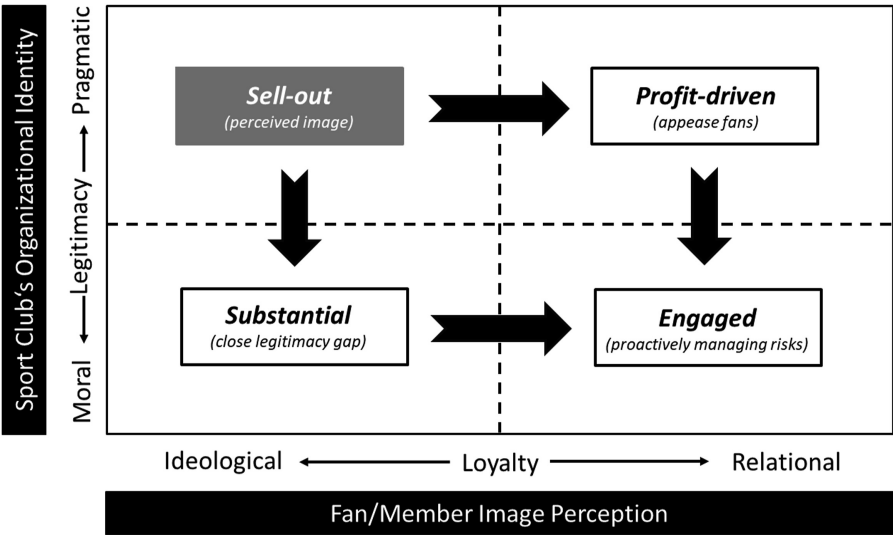 Sport Club's Organizational Identity
Moral
Legitimacy
Pragmatic
Sell-out
(perceived image)
Profit-driven
(appease fans)
Substantial
(close legitimacy gap)
Engaged
(proactively managing risks)
Ideological
Loyalty
Relational
Fan/Member Image Perception